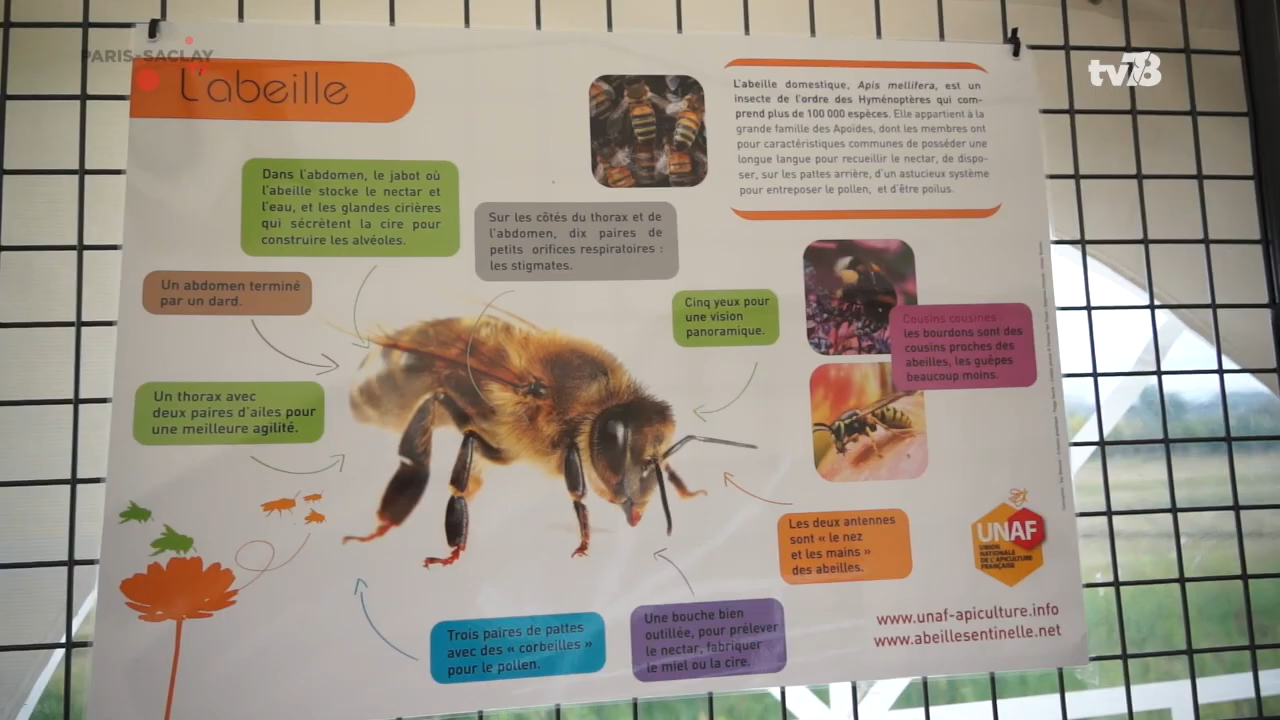 PARIS-SACLAY
tv78
L'abeille
L'abeille domestique, Apis mellifera, est un
insecte de l'ordre des Hyménoptères qui com-
prend plus de 100 000 espèces. Elle appartient à la
grande famille des Apoïdes, dont les membres ont
pour caractéristiques communes de posséder une
longue langue pour recueillir le nectar, de dispo-
ser, sur les pattes arrière, d'un astucieux système
pour entreposer le pollen, et d'être poilus.
Dans l'abdomen, le jabot où
l'abeille stocke le nectar et
l'eau, et les glandes cirières
qui sécrètent la cire pour
construire les alvéoles.
Sur les côtés du thorax et de
l'abdomen, dix paires de
petits orifices respiratoires :
les stigmates.
Un abdomen terminé
par un dard.
Cinq yeux pour
une vision
panoramique.
Cousins cousines :
les bourdons sont des
cousins proches des
abeilles, les guêpes
beaucoup moins.
Un thorax avec
deux paires d'ailes pour
une meilleure agilité.
Les deux antennes
sont « le nez
et les mains »
des abeilles.
UNAF
UNION
NATIONALE
DE L'APICULTURE
FRANÇAISE
Trois paires de pattes
avec des « corbeilles »
pour le pollen.
Une bouche bien
outillée, pour prélever
le nectar, fabriquer
le miel ou la cire.
www.unaf-apiculture.info
www.abeillesentinelle.net